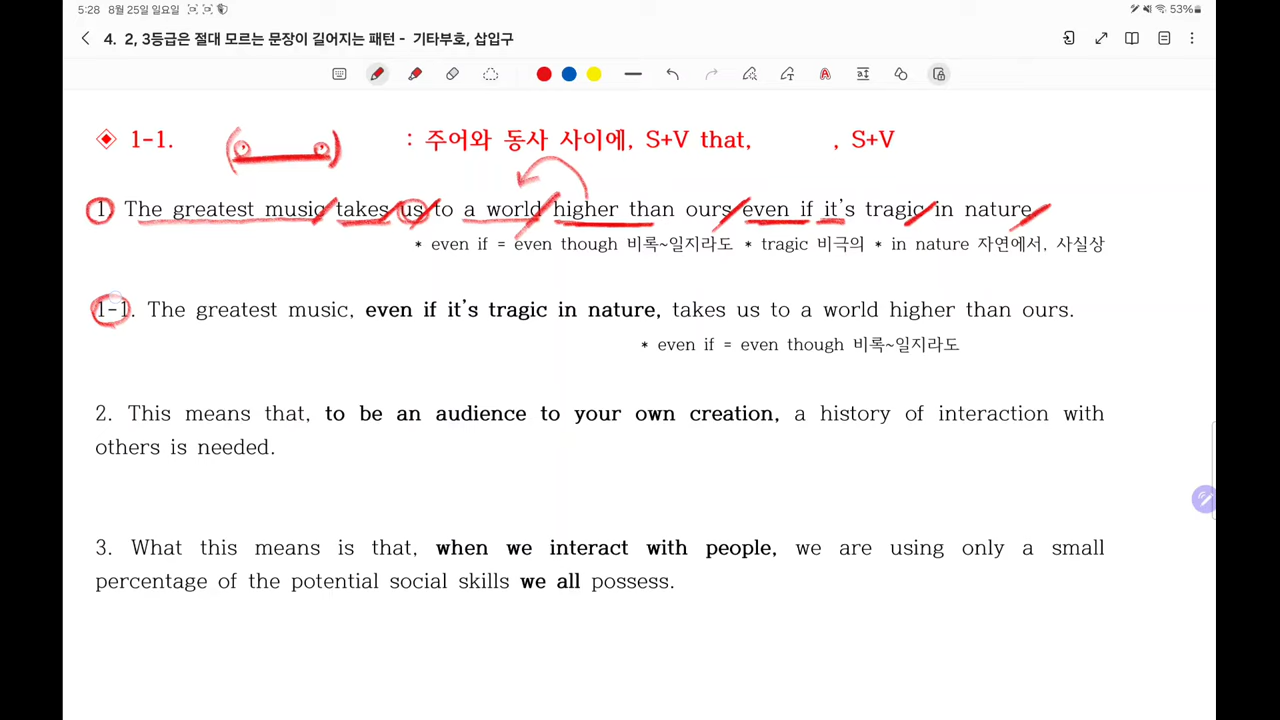 5:28 8월 25일 일요일 53%
4. 2, 3등급은 절대 모르는 문장이 길어지는 패턴 - 기타부호, 삽입구
◈ 1-1. ( ) : 주어와 동사 사이에, S+V that, , S+V
1. The greatest music takes us to a world higher than ours even if it's tragic in nature.
* even if = even though 비록~일지라도 * tragic 비극의 * in nature 자연에서, 사실상
1-1. The greatest music, even if it's tragic in nature, takes us to a world higher than ours.
* even if = even though 비록~일지라도
2. This means that, to be an audience to your own creation, a history of interaction with
others is needed.
3. What this means is that, when we interact with people, we are using only a small
percentage of the potential social skills we all possess.